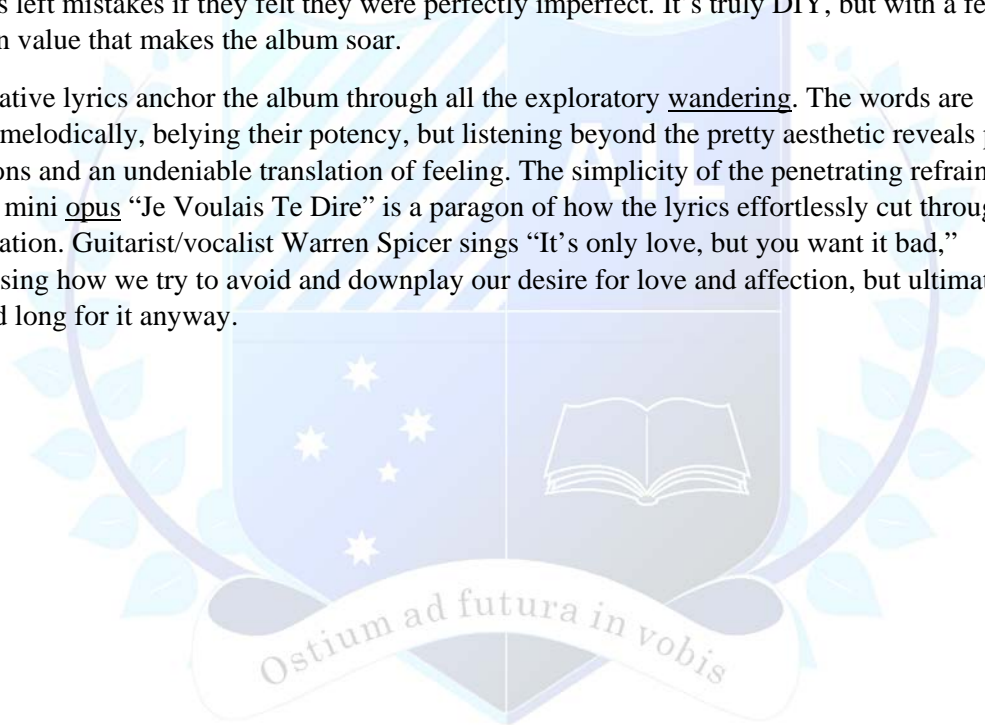 s left mistakes if they felt they were perfectly imperfect. It’s truly DIY, but with a fe
n value that makes the album soar.
ative lyrics anchor the album through all the exploratory wandering. The words are
melodically, belying their potency, but listening beyond the pretty aesthetic reveals p
ons and an undeniable translation of feeling. The simplicity of the penetrating refrain
mini opus “Je Voulais Te Dire” is a paragon of how the lyrics effortlessly cut throug
ation. Guitarist/vocalist Warren Spicer sings “It’s only love, but you want it bad,”
sing how we try to avoid and downplay our desire for love and affection, but ultimat
d long for it anyway.
AIL
Ostium ad futura in vobis